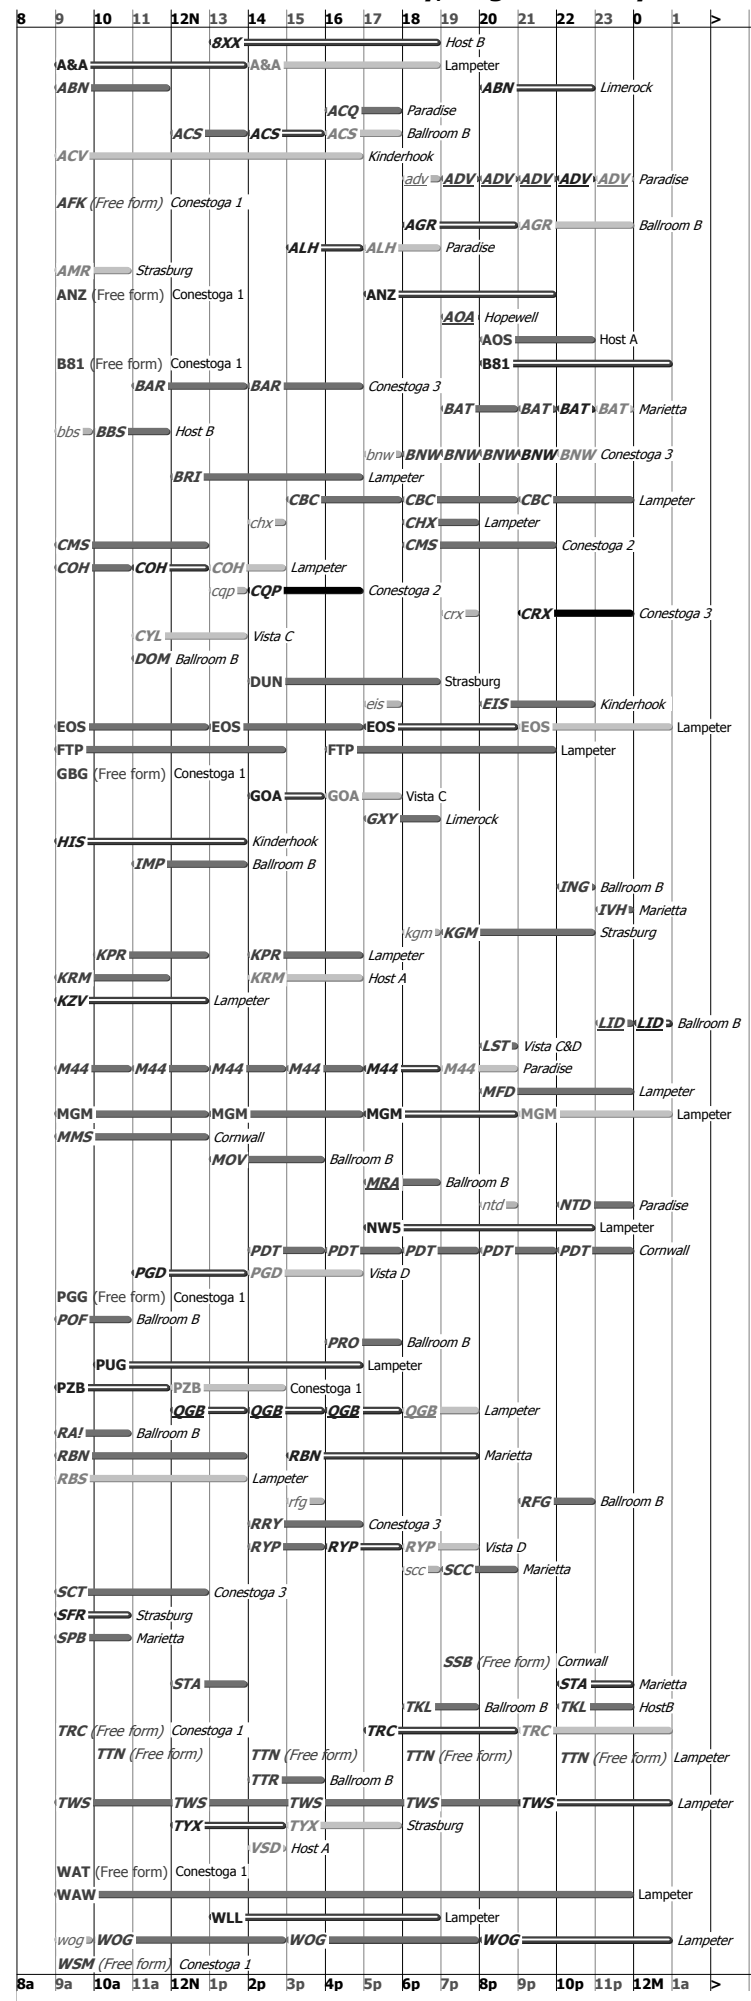 8 9 10 11 12N 13 14 15 16 17 18 19 20 21 22 23 0 1 >
8XX Host B
A&A A&A Lampeter
ABN ABN Limerock
ACQ Paradise
ACS ACS ACS Ballroom B
ACV Kinderhook
adv ADV ADV ADV ADV ADV Paradise
AFK (Free form) Conestoga 1
AGR AGR Ballroom B
ALH ALH Paradise
AMR Strasburg
ANZ (Free form) Conestoga 1 ANZ
AOA Hopewell
AOS Host A
B81 (Free form) Conestoga 1 B81
BAR BAR Conestoga 3
BAT BAT BAT BAT Marietta
bbs BBS Host B
bnw BNW BNW BNW BNW BNW Conestoga 3
BRI Lampeter
CBC CBC CBC Lampeter
chx CHX Lampeter
CMS CMS Conestoga 2
COH COH COH Lampeter
cqp CQP Conestoga 2
crx CRX Conestoga 3
CYL Vista C
DOM Ballroom B
DUN Strasburg
eis EIS Kinderhook
EOS EOS EOS EOS Lampeter
FTP FTP Lampeter
GBG (Free form) Conestoga 1
GOA GOA Vista C
GXY Limerock
HIS Kinderhook
IMP Ballroom B
ING Ballroom B
IVH Marietta
kgm KGM Strasburg
KPR KPR Lampeter
KRM KRM Host A
KZV Lampeter
LID LID Ballroom B
LST Vista C&D
M44 M44 M44 M44 M44 M44 Paradise
MFD Lampeter
MGM MGM MGM MGM Lampeter
MMS Cornwall
MOV Ballroom B
MRA Ballroom B
ntd NTD Paradise
NW5 Lampeter
PDT PDT PDT PDT PDT Cornwall
PGD PGD Vista D
PGG (Free form) Conestoga 1
POF Ballroom B
PRO Ballroom B
PUG Lampeter
PZB PZB Conestoga 1
QGB QGB QGB QGB Lampeter
RA! Ballroom B
RBN RBN Marietta
RBS Lampeter
rfg RFG Ballroom B
RRY Conestoga 3
RYP RYP RYP Vista D
scc SCC Marietta
SCT Conestoga 3
SFR Strasburg
SPB Marietta
SSB (Free form) Cornwall
STA STA Marietta
TKL Ballroom B TKL HostB
TRC (Free form) Conestoga 1 TRC TRC
TTN (Free form) TTN (Free form) TTN (Free form) TTN (Free form) Lampeter
TTR Ballroom B
TWS TWS TWS TWS TWS Lampeter
TYX TYX Strasburg
VSD Host A
WAT (Free form) Conestoga 1
WAW Lampeter
WLL Lampeter
wog WOG WOG WOG Lampeter
WSM (Free form) Conestoga 1
8a 9a 10a 11a 12N 1p 2p 3p 4p 5p 6p 7p 8p 9p 10p 11p 12M 1a >